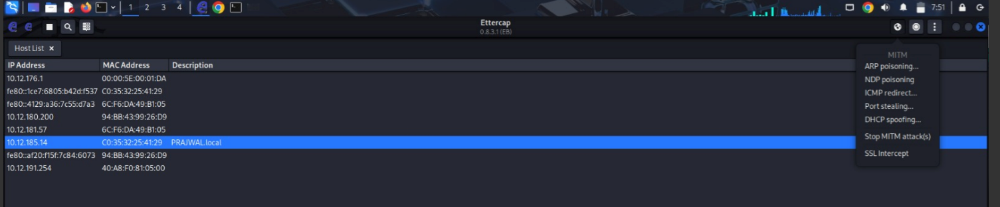 1 2 3 4 7:51
Ettercap
0.8.3.1 (EB)
Host List ×
IP Address MAC Address Description
10.12.176.1 00:00:5E:00:01:DA
fe80::1ce7:6805:b42d:f537 C0:35:32:25:41:29
fe80::4129:a36:7c55:d7a3 6C:F6:DA:49:B1:05
10.12.180.200 94:BB:43:99:26:D9
10.12.181.57 6C:F6:DA:49:B1:05
10.12.185.14 C0:35:32:25:41:29 PRAJWAL.local
fe80::af20:f15f:7c84:6073 94:BB:43:99:26:D9
10.12.191.254 40:A8:F0:81:05:00
MITM
ARP poisoning...
NDP poisoning
ICMP redirect...
Port stealing...
DHCP spoofing...
Stop MITM attack(s)
SSL Intercept